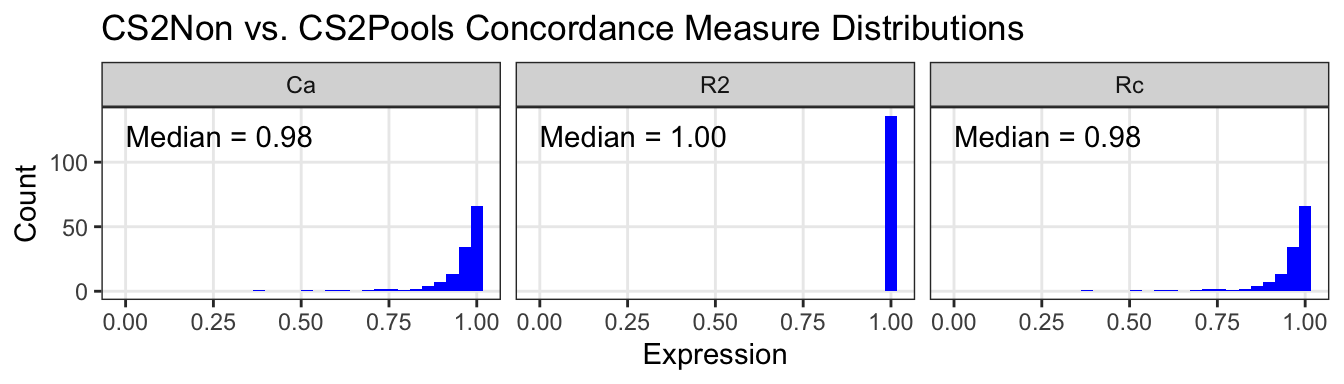 CS2Non vs. CS2Pools Concordance Measure Distributions
Ca R2 Rc
Median = 0.98 Median = 1.00 Median = 0.98
Count
100
50
0
0.00 0.25 0.50 0.75 1.00 0.00 0.25 0.50 0.75 1.00 0.00 0.25 0.50 0.75 1.00
Expression